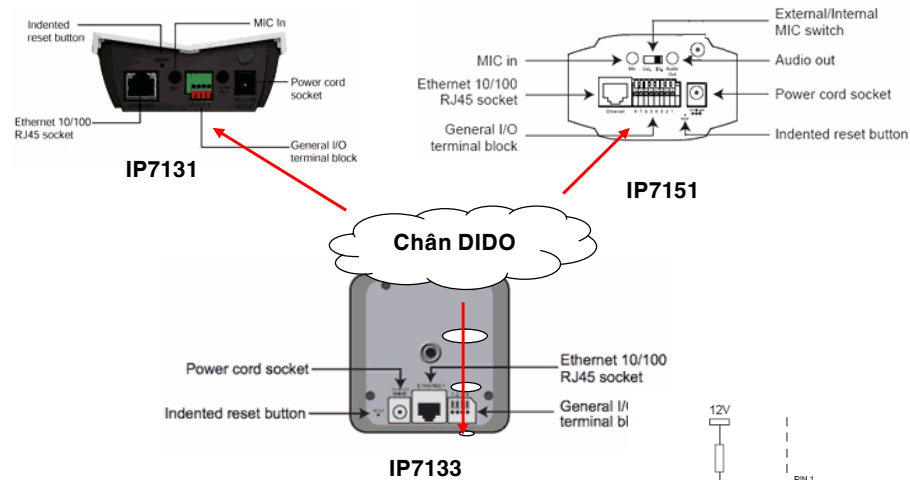 Indented
reset button
MIC In
Power cord
socket
Ethernet 10/100
RJ45 socket
General I/O
terminal block
IP7131
External/Internal
MIC switch
MIC in
Audio out
Ethernet 10/100
RJ45 socket
Power cord socket
General I/O
terminal block
Indented reset button
IP7151
Chân DIDO
Power cord socket
Ethernet 10/100
RJ45 socket
ETHERNET
Indented reset button
General I/
terminal bl
IP7133
12V
PIN 1